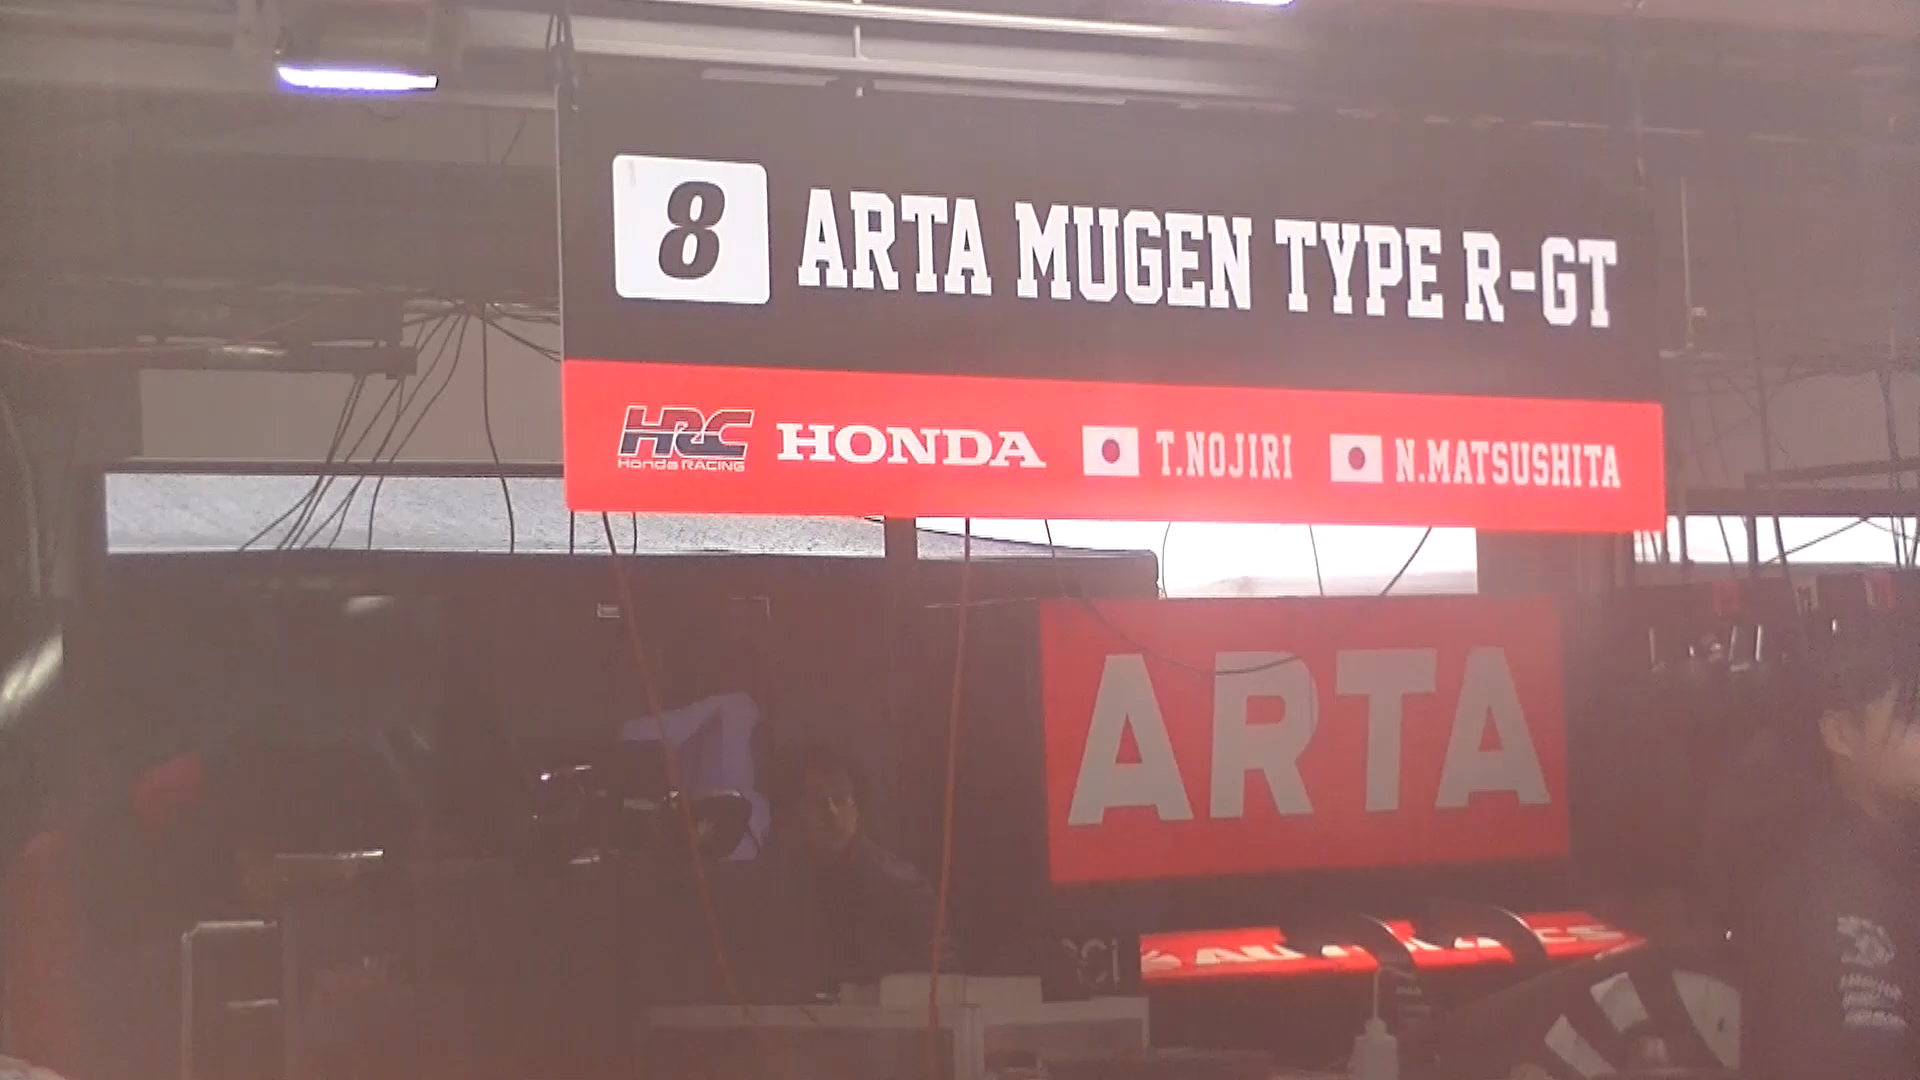 8 ARTA MUGEN TYPE R-GT
HRC HONDA T.NOJIRI N.MATSUSHITA
Honda RACING
ARTA